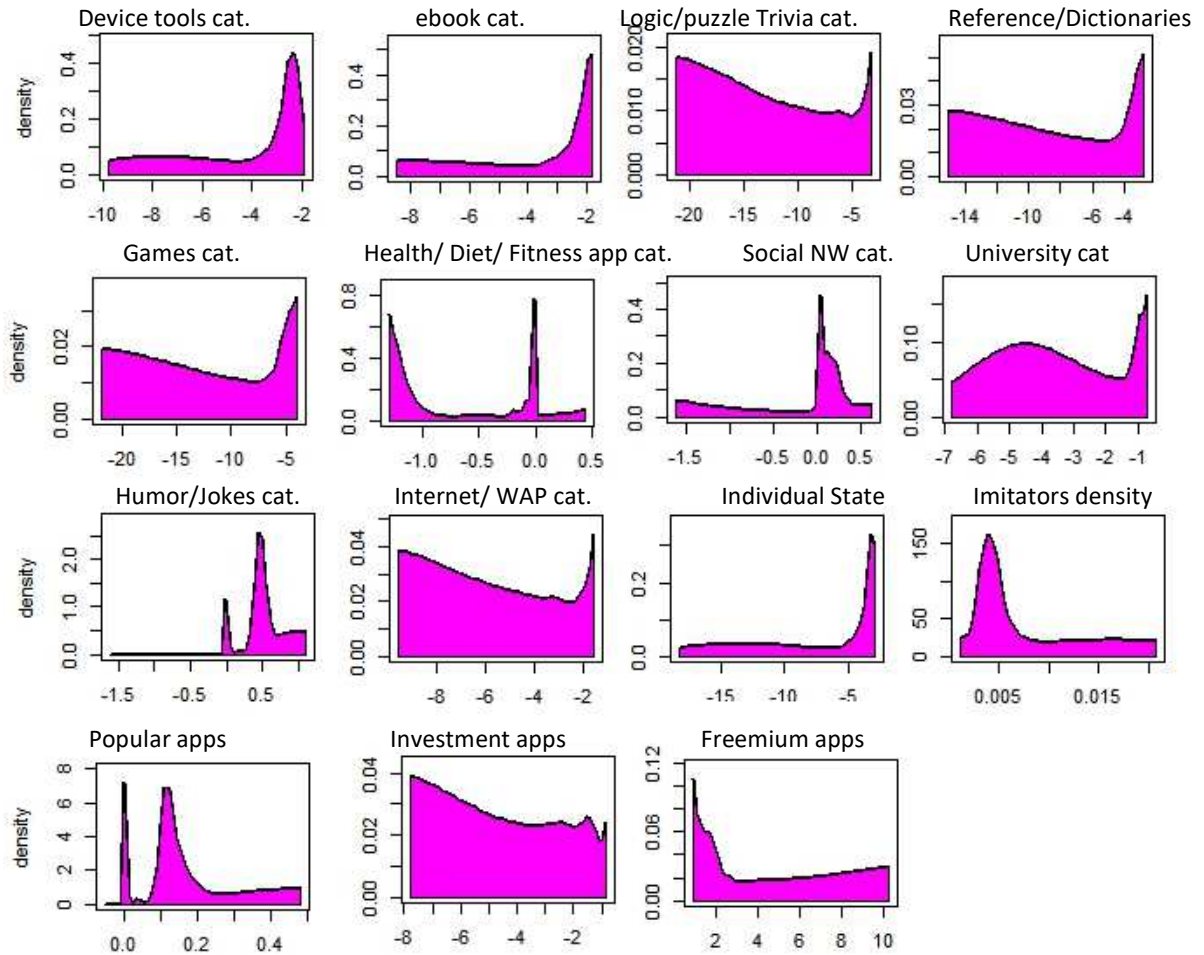 Device tools cat. ebook cat. Logic/puzzle Trivia cat. Reference/Dictionaries
density
0.0 0.2 0.4
0.0 0.2 0.4
0.000 0.010 0.020
0.00 0.03
-10 -8 -6 -4 -2
-8 -6 -4 -2
-20 -15 -10 -5
-14 -10 -6 -4
Games cat. Health/ Diet/ Fitness app cat. Social NW cat. University cat
density
0.00 0.02
0.0 0.4 0.8
0.0 0.2 0.4
0.00 0.10
-20 -15 -10 -5
-1.0 0.0 0.5
-1.5 -0.5 0.0 0.5
-7 -6 -5 -4 -3 -2 -1
Humor/Jokes cat. Internet/ WAP cat. Individual State Imitators density
density
0.0 1.0 2.0
0.00 0.02 0.04
0.0 0.2
0 50 150
-1.5 -0.5 0.5
-8 -6 -4 -2
-15 -10 -5
0.005 0.015
Popular apps Investment apps Freemium apps
density
0 2 4 6 8
0.00 0.02 0.04
0.00 0.06 0.12
0.0 0.2 0.4
-8 -6 -4 -2
2 4 6 8 10